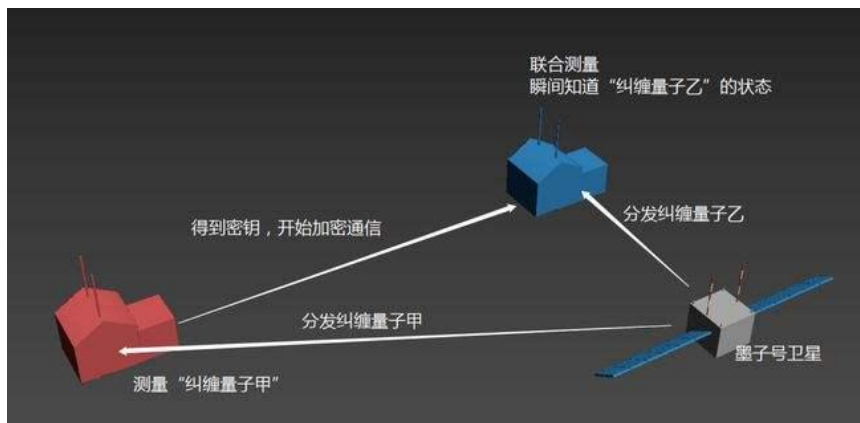 联合测量
瞬间知道“纠缠量子乙”的状态
分发纠缠量子乙
得到密钥，开始加密通信
分发纠缠量子甲
墨子号卫星
测量“纠缠量子甲”